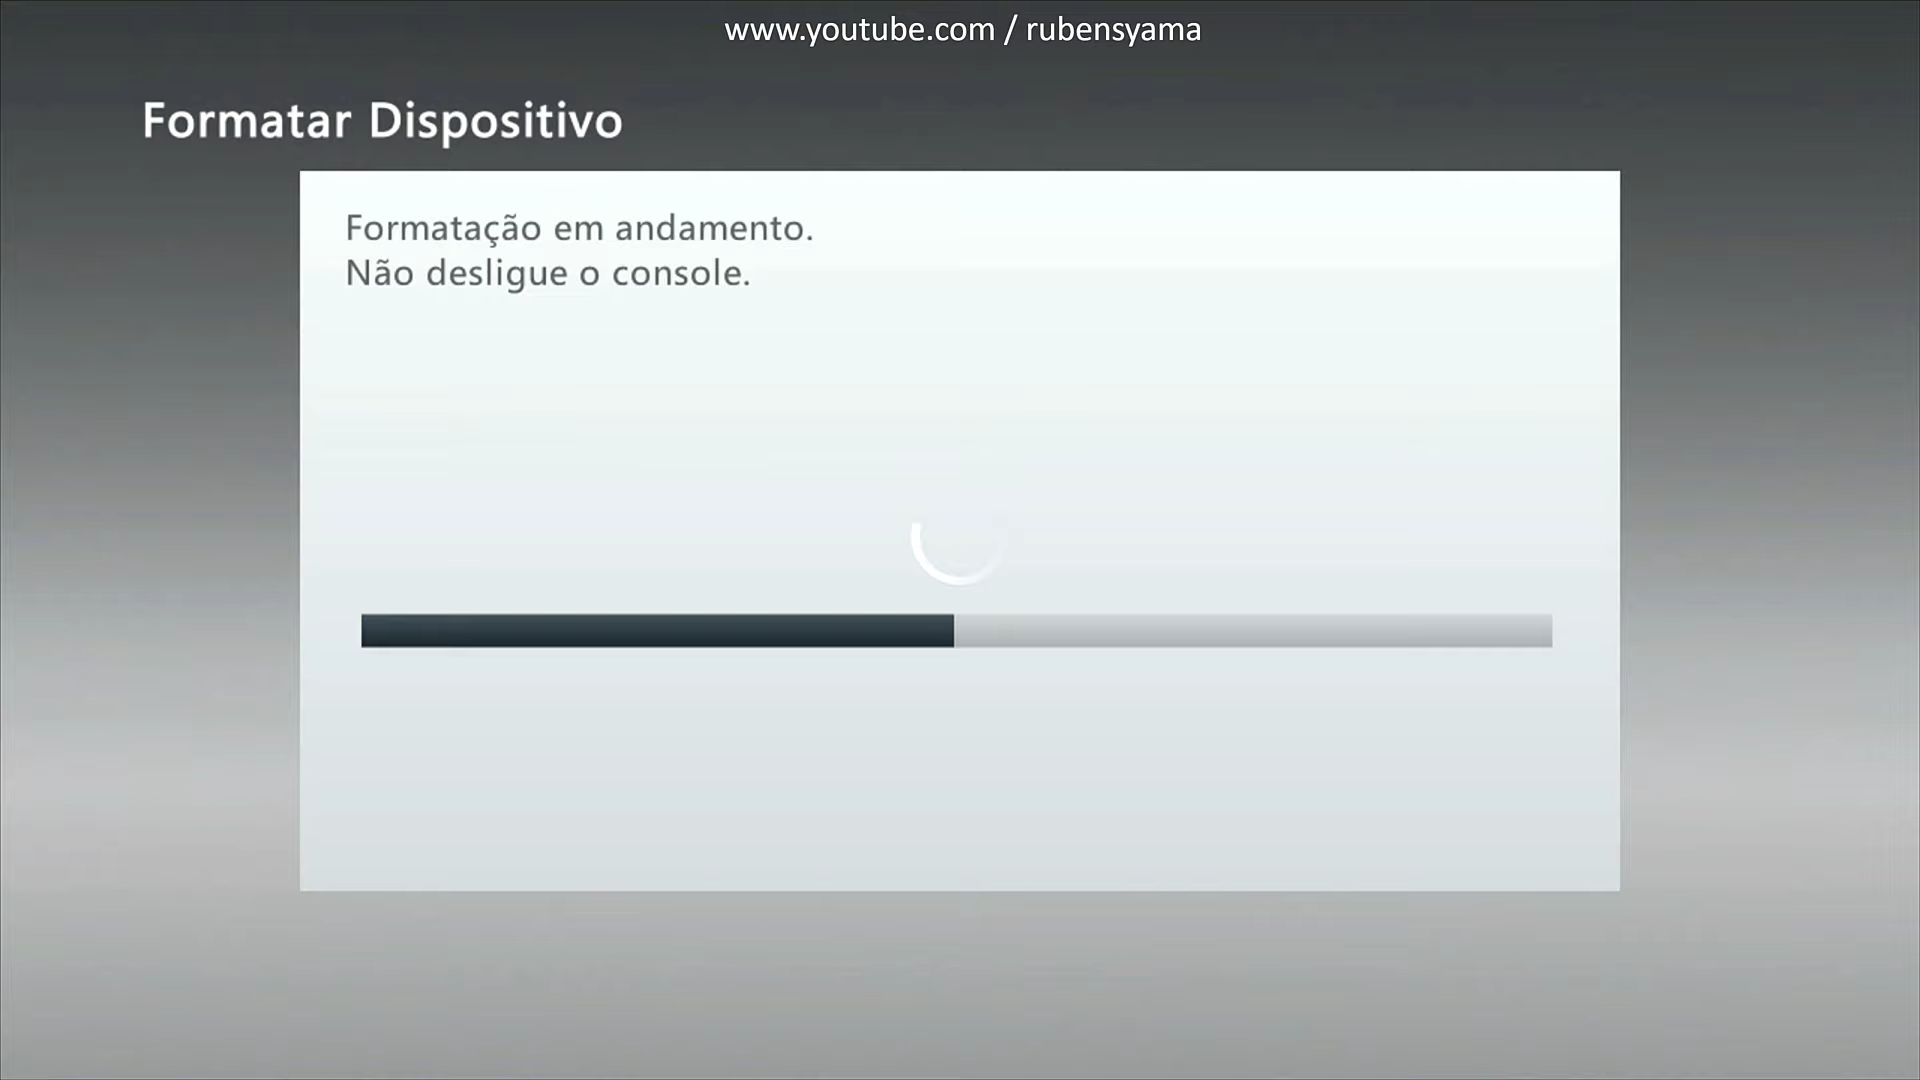 www.youtube.com / rubensyama
Formatar Dispositivo
Formatação em andamento.
Não desligue o console.